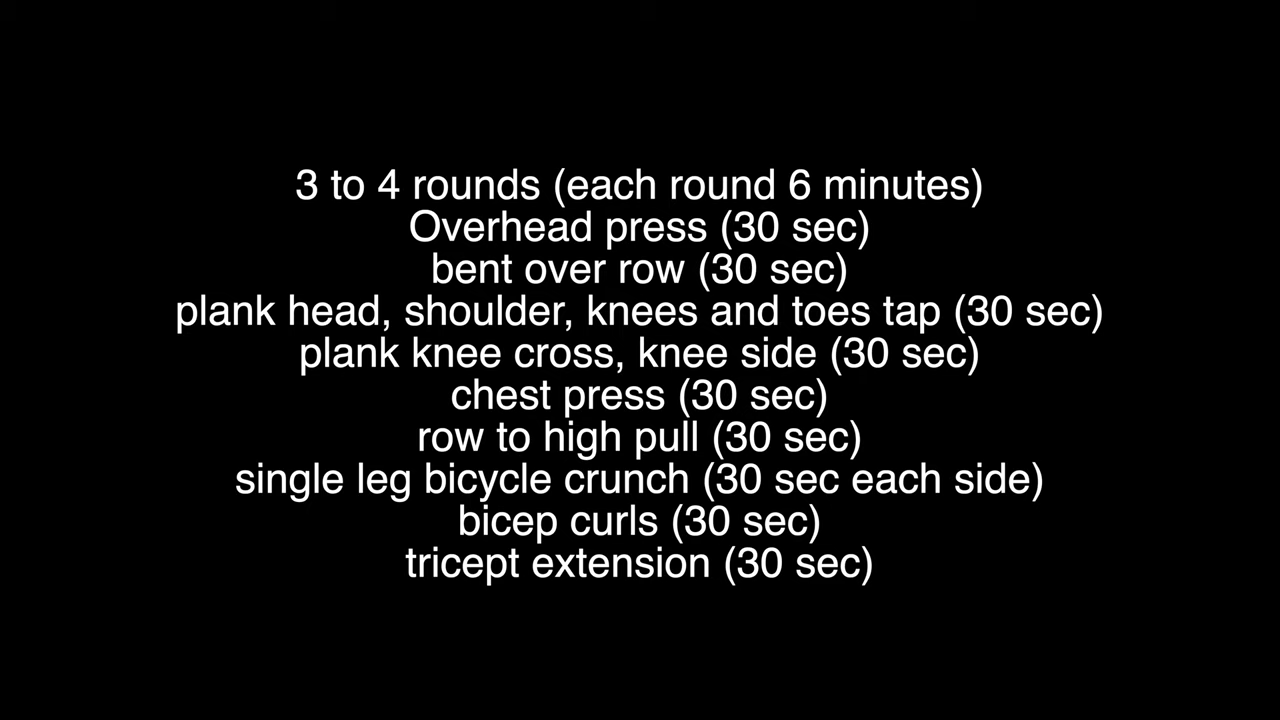 3 to 4 rounds (each round 6 minutes)
Overhead press (30 sec)
bent over row (30 sec)
plank head, shoulder, knees and toes tap (30 sec)
plank knee cross, knee side (30 sec)
chest press (30 sec)
row to high pull (30 sec)
single leg bicycle crunch (30 sec each side)
bicep curls (30 sec)
tricept extension (30 sec)